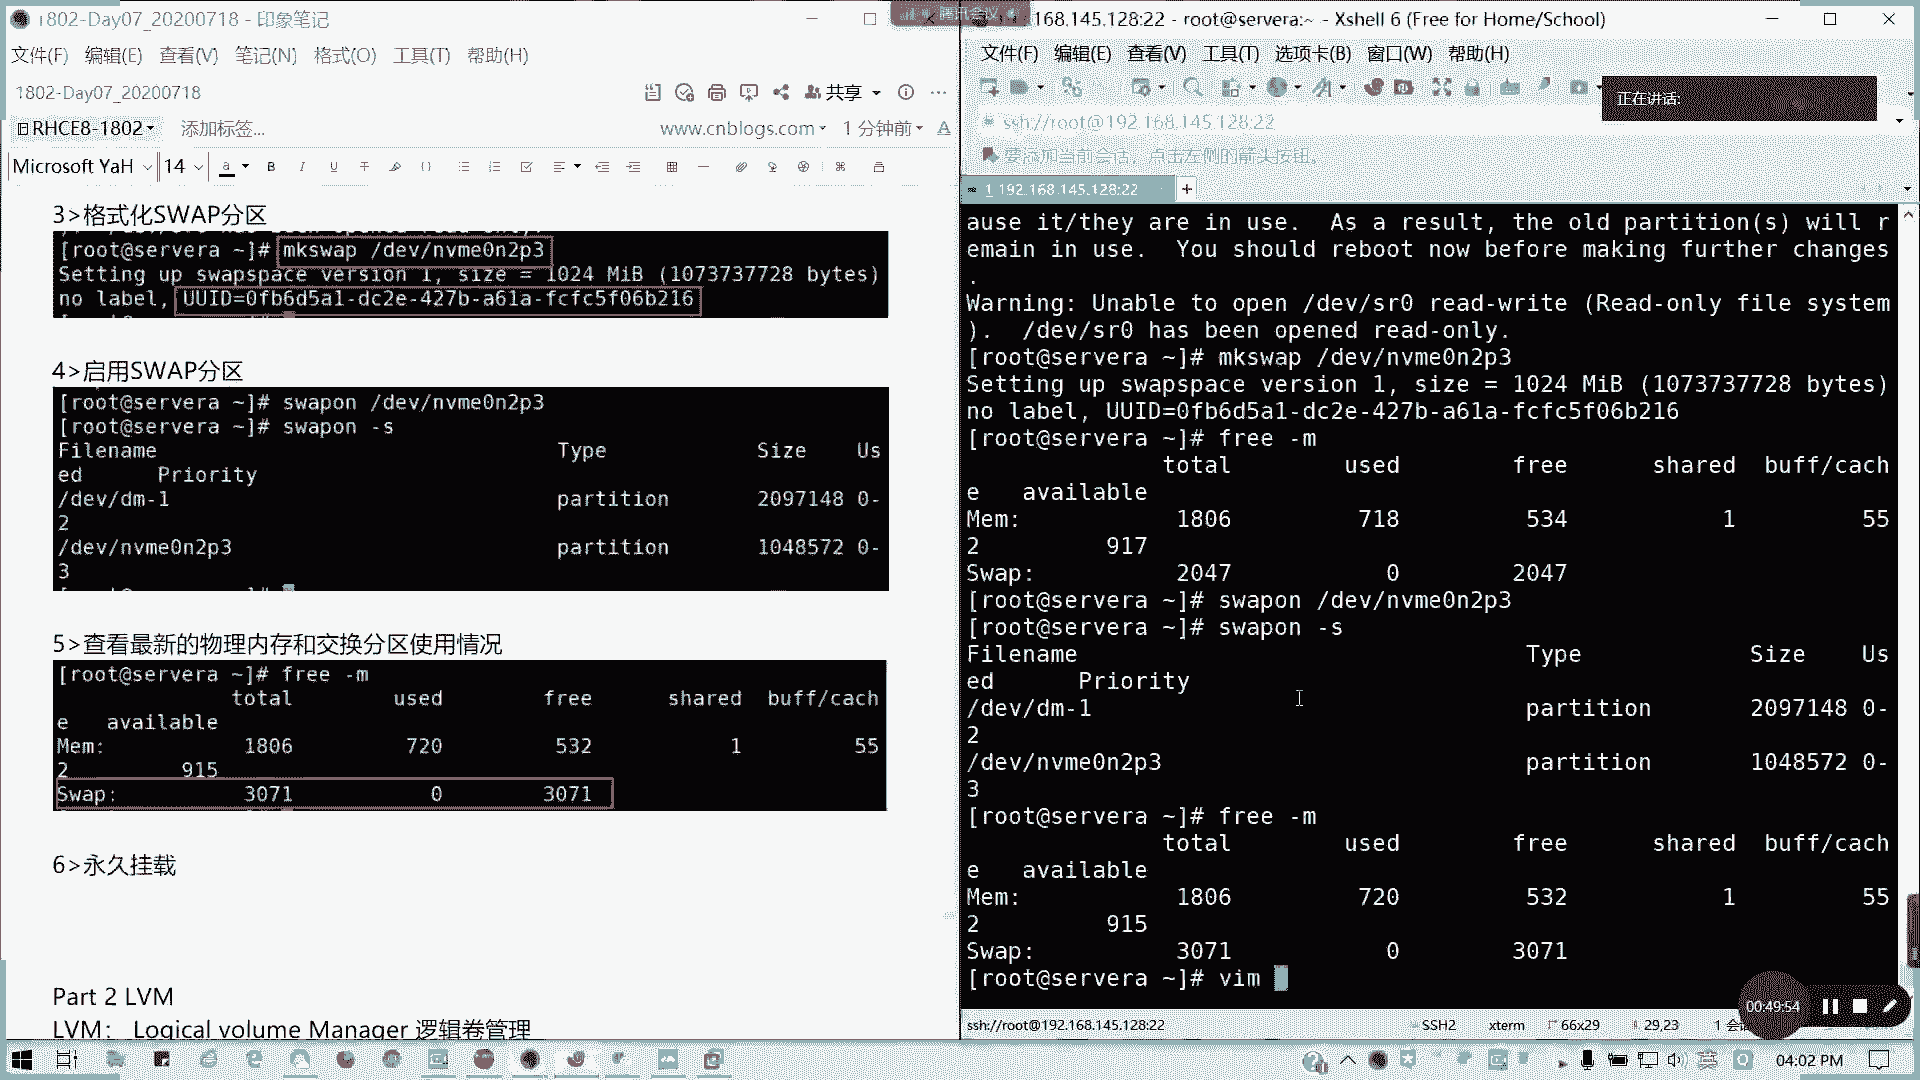 1802-Day07_20200718 - 印象笔记
文件(F) 编辑(E) 查看(V) 笔记(N) 格式(O) 工具(T) 帮助(H)
1802-Day07_20200718
共享
RHCE8-1802
添加标签...
www.cnblogs.com
1 分钟前
Microsoft YaH 14
3>格式化SWAP分区
[root@servera ~]# mkswap /dev/nvme0n2p3
Setting up swapspace version 1, size = 1024 MiB (1073737728 bytes)
no label, UUID=0fb6d5a1-dc2e-427b-a61a-fcfc5f06b216
4>启用SWAP分区
[root@servera ~]# swapon /dev/nvme0n2p3
[root@servera ~]# swapon -s
Filename Type Size Us
ed Priority
/dev/dm-1 partition 2097148 0-
2
/dev/nvme0n2p3 partition 1048572 0-
3
5>查看最新的物理内存和交换分区使用情况
[root@servera ~]# free -m
total used free shared buff/cach
e available
Mem: 1806 720 532 1 55
2 915
Swap: 3071 0 3071
6>永久挂载
Part 2 LVM
LVM: Logical volume Manager 逻辑卷管理
腾讯会议
168.145.128:22 - root@servera:~ - Xshell 6 (Free for Home/School)
文件(F) 编辑(E) 查看(V) 工具(T) 选项卡(B) 窗口(W) 帮助(H)
正在讲话:
ssh://root@192.168.145.128:22
要添加当前会话，点击左侧的箭头按钮。
1 192.168.145.128:22
ause it/they are in use. As a result, the old partition(s) will r
emain in use. You should reboot now before making further changes
.
Warning: Unable to open /dev/sr0 read-write (Read-only file system
). /dev/sr0 has been opened read-only.
[root@servera ~]# mkswap /dev/nvme0n2p3
Setting up swapspace version 1, size = 1024 MiB (1073737728 bytes)
no label, UUID=0fb6d5a1-dc2e-427b-a61a-fcfc5f06b216
[root@servera ~]# free -m
total used free shared buff/cach
e available
Mem: 1806 718 534 1 55
2 917
Swap: 2047 0 2047
[root@servera ~]# swapon /dev/nvme0n2p3
[root@servera ~]# swapon -s
Filename Type Size Us
ed Priority
/dev/dm-1 partition 2097148 0-
2
/dev/nvme0n2p3 partition 1048572 0-
3
[root@servera ~]# free -m
total used free shared buff/cach
e available
Mem: 1806 720 532 1 55
2 915
Swap: 3071 0 3071
[root@servera ~]# vim
00:49:54
ssh://root@192.168.145.128:22 SSH2 xterm 66x29 29,23
英
04:02 PM